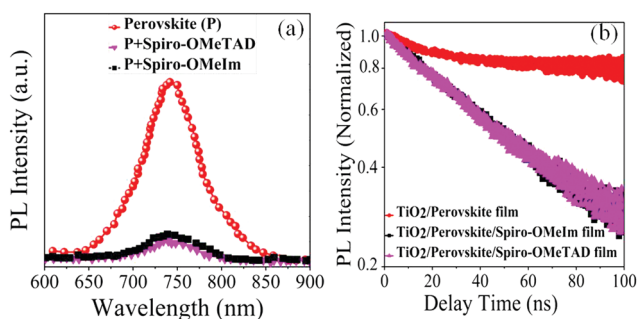 (a)
Perovskite (P)
P+Spiro-OMeTAD
P+Spiro-OMeIm
PL Intensity (a.u.)
600 650 700 750 800 850 900
Wavelength (nm)
(b)
1.0
0.8
0.6
0.4
0.2
PL Intensity (Normalized)
TiO2/Perovskite film
TiO2/Perovskite/Spiro-OMeIm film
TiO2/Perovskite/Spiro-OMeTAD film
0 20 40 60 80 100
Delay Time (ns)